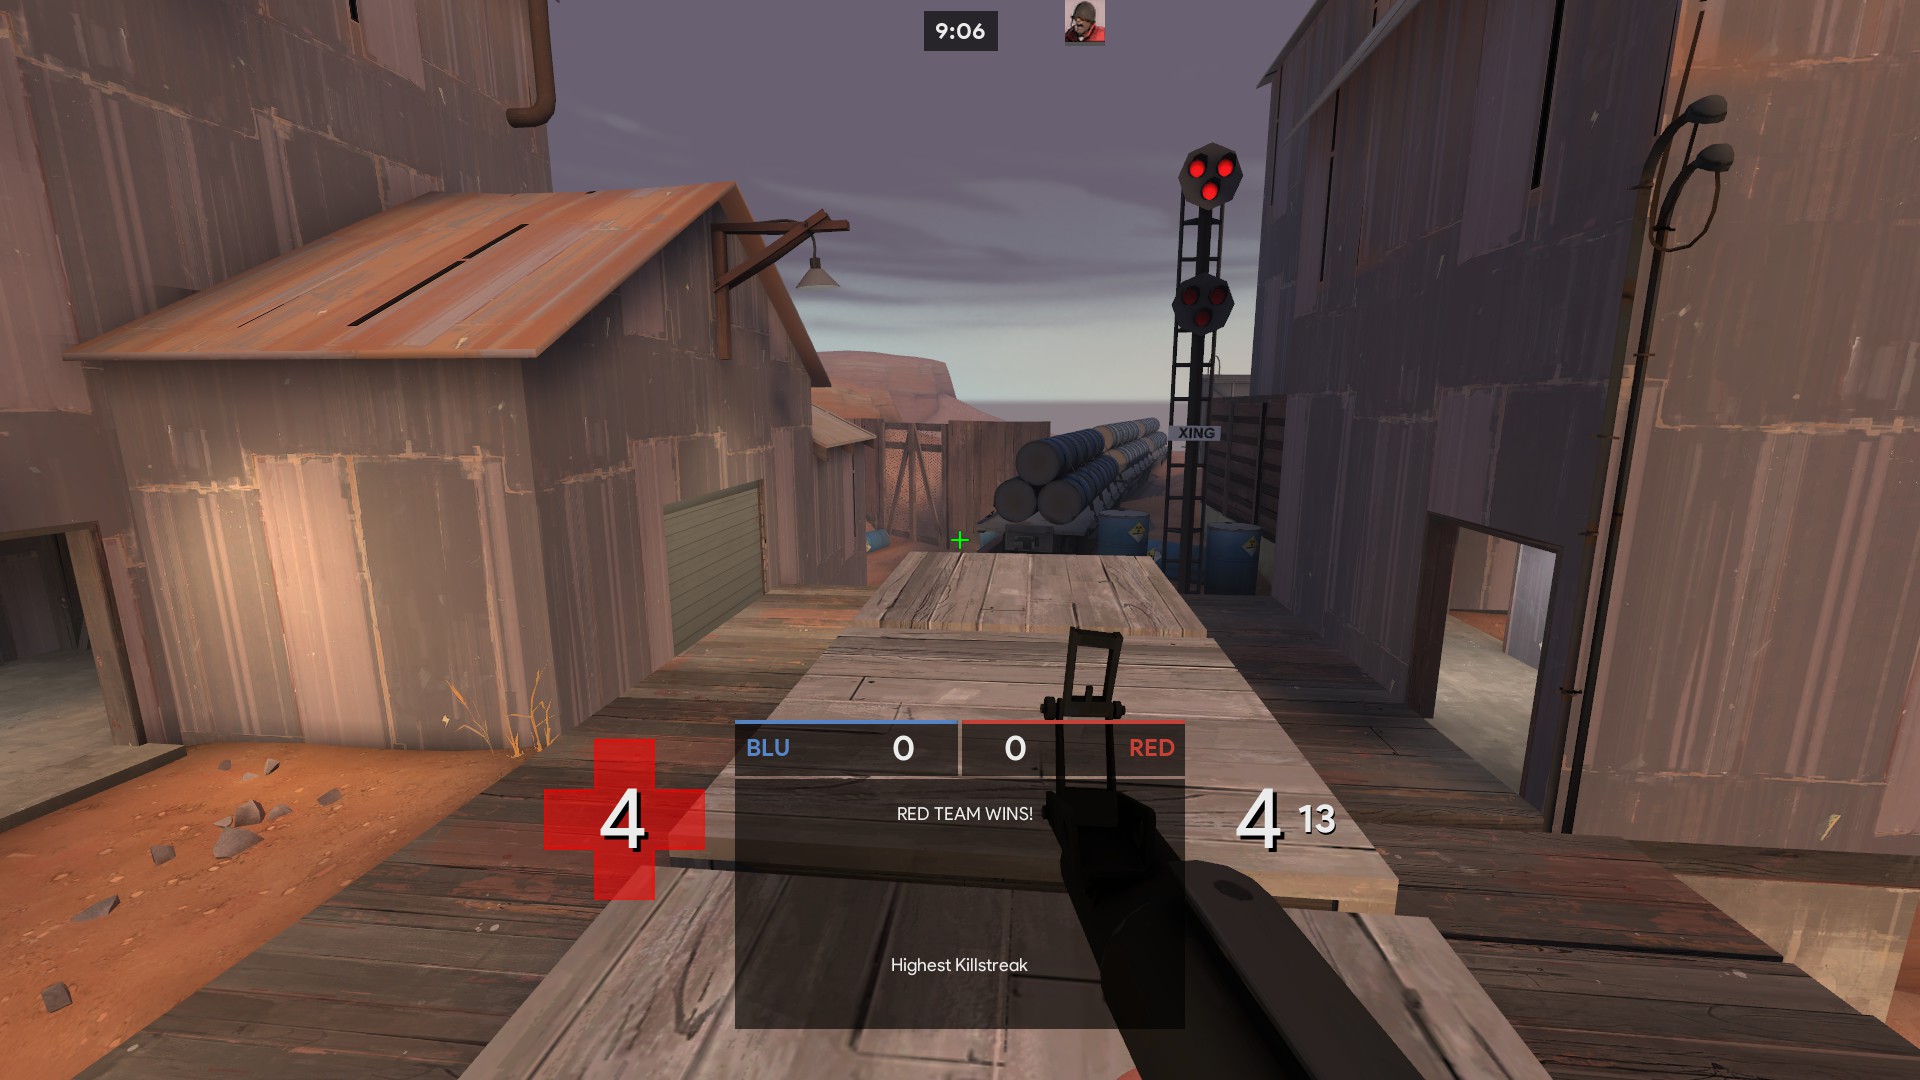 9:06
XING
BLU 0 0 RED
RED TEAM WINS!
4
4 13
Highest Killstreak